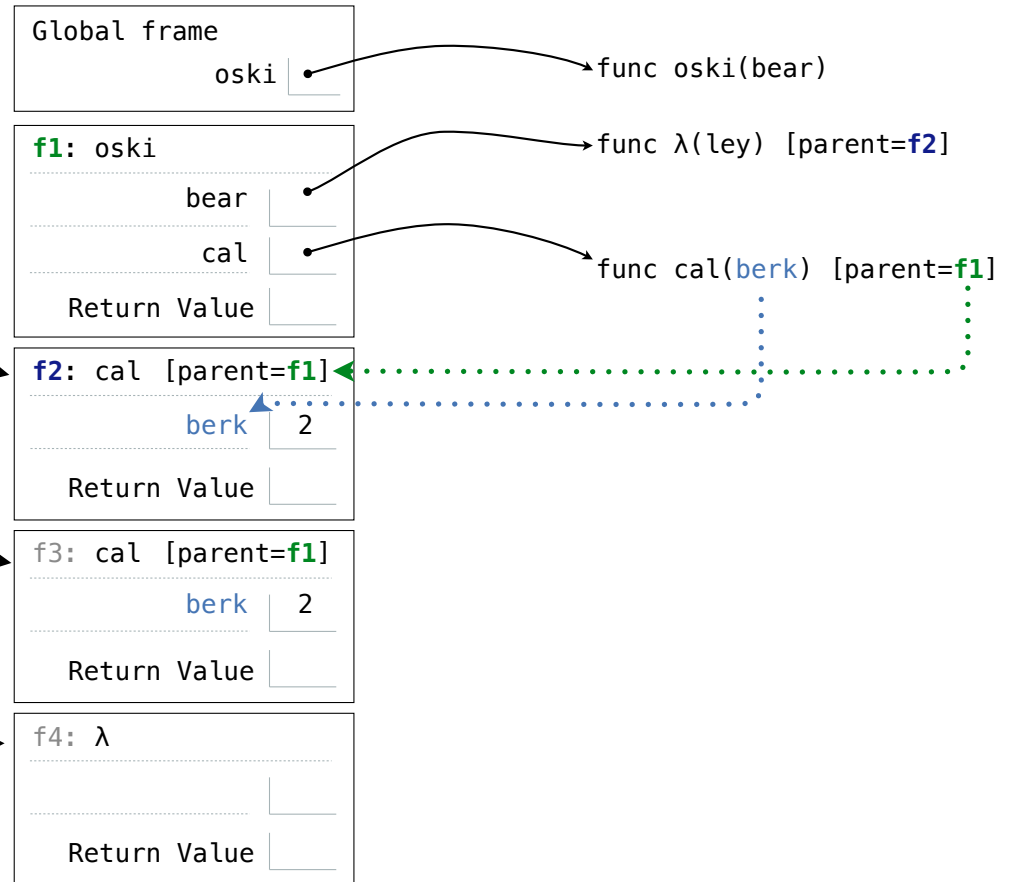 Global frame
oski
func oski(bear)
f1: oski
func λ(ley) [parent=f2]
bear
cal
func cal(berk) [parent=f1]
Return Value
f2: cal [parent=f1]
berk 2
Return Value
f3: cal [parent=f1]
berk 2
Return Value
f4: λ
Return Value